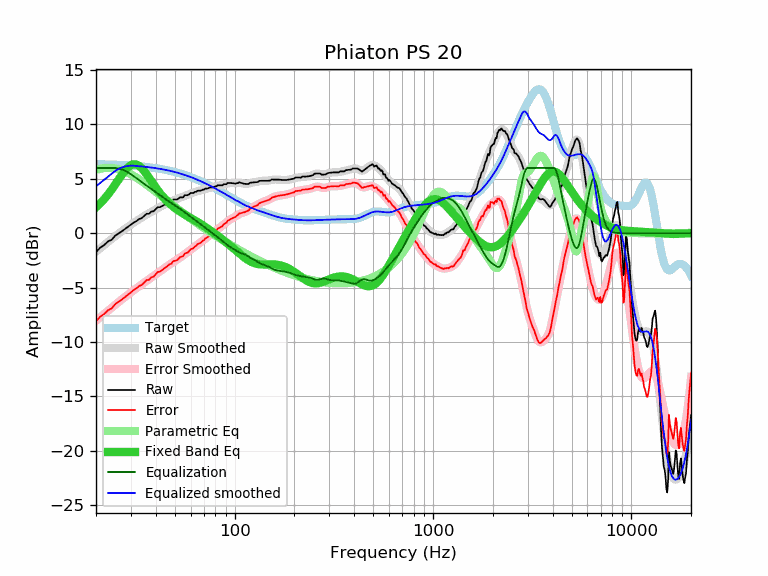 Phiaton PS 20
15
10
5
0
−5
−10
−15
−20
−25
Amplitude (dBr)
Target
Raw Smoothed
Error Smoothed
Raw
Error
Parametric Eq
Fixed Band Eq
Equalization
Equalized smoothed
100
1000
10000
Frequency (Hz)